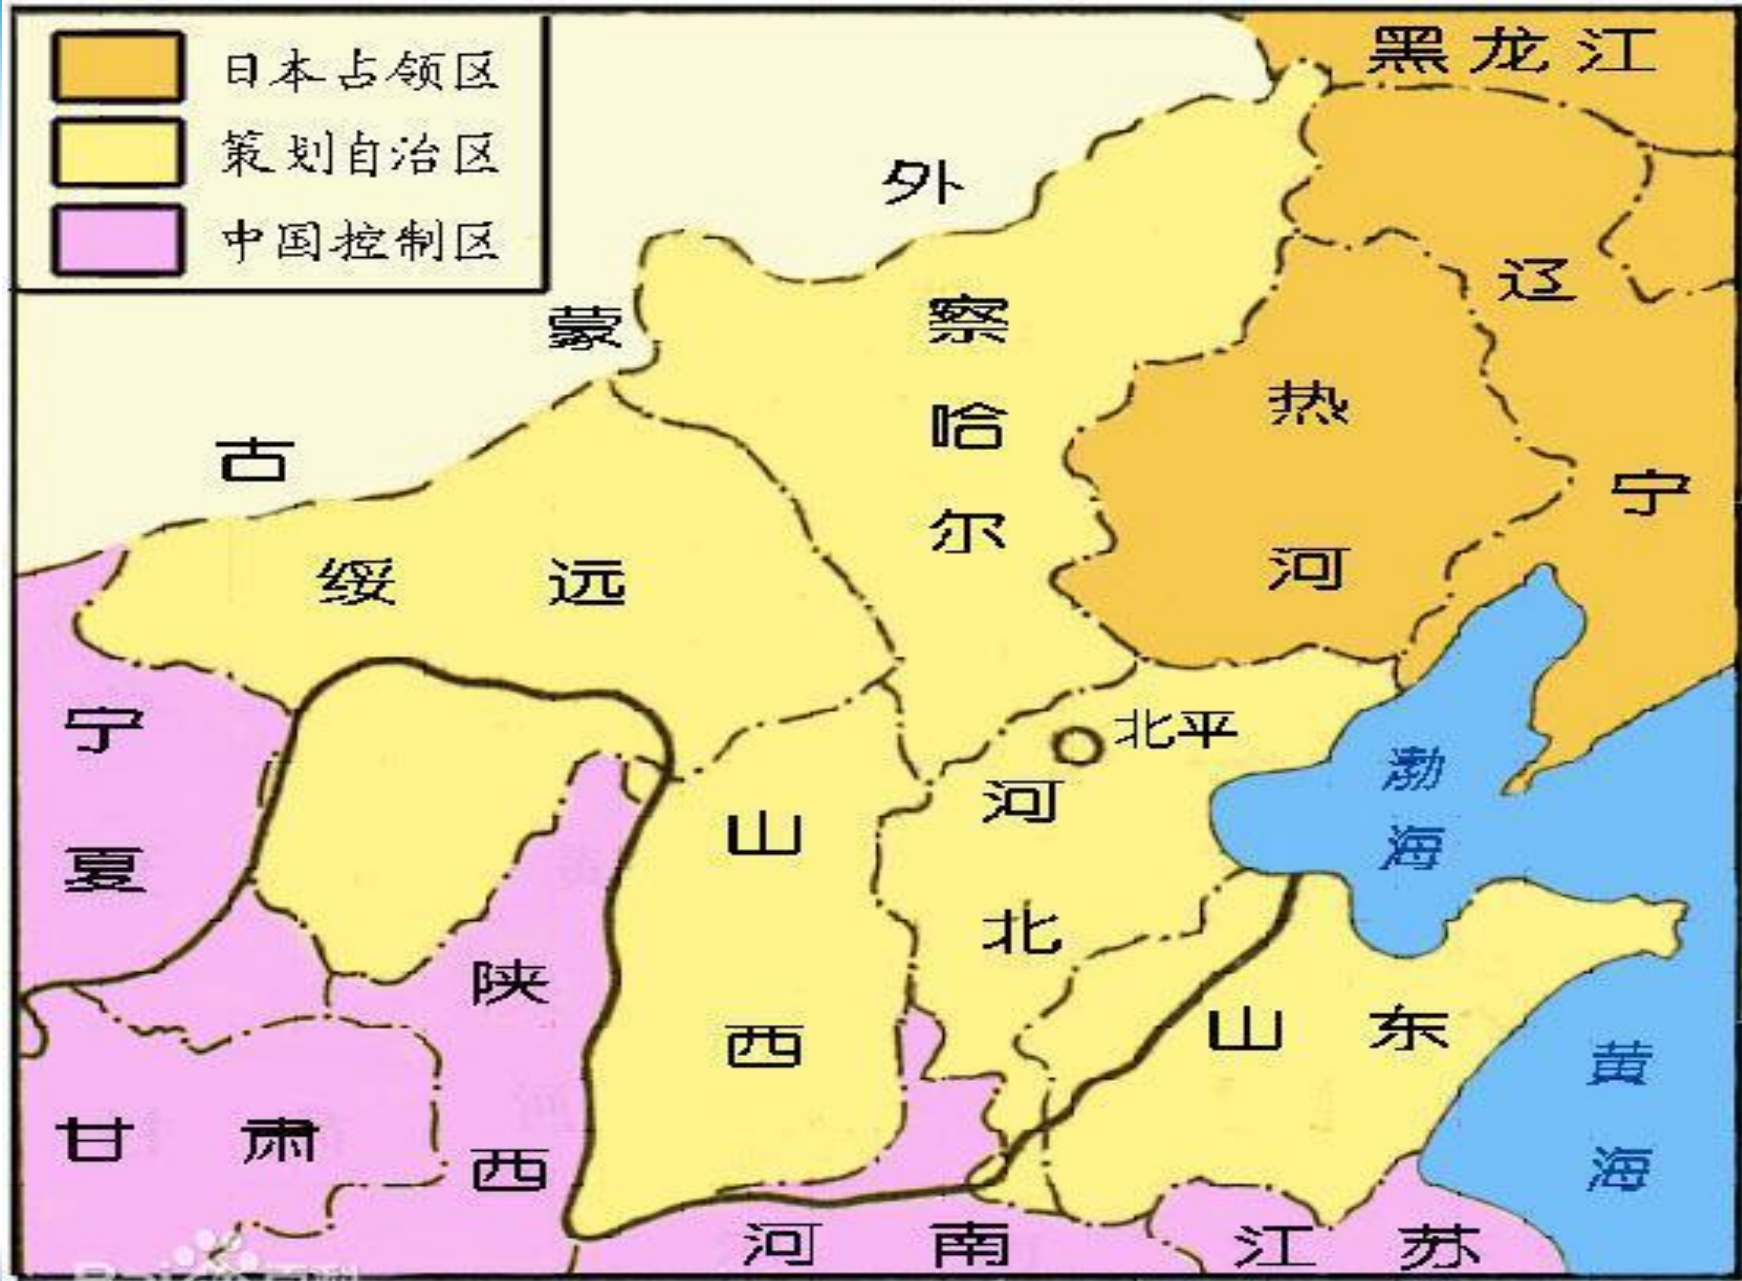 日本占领区
策划自治区
中国控制区
黑龙江
外
蒙
古
辽
宁
察
哈
尔
热
河
绥远
北平
宁
夏
河
北
山
西
渤
海
陕
西
山东
黄
海
甘肃
河南
江苏